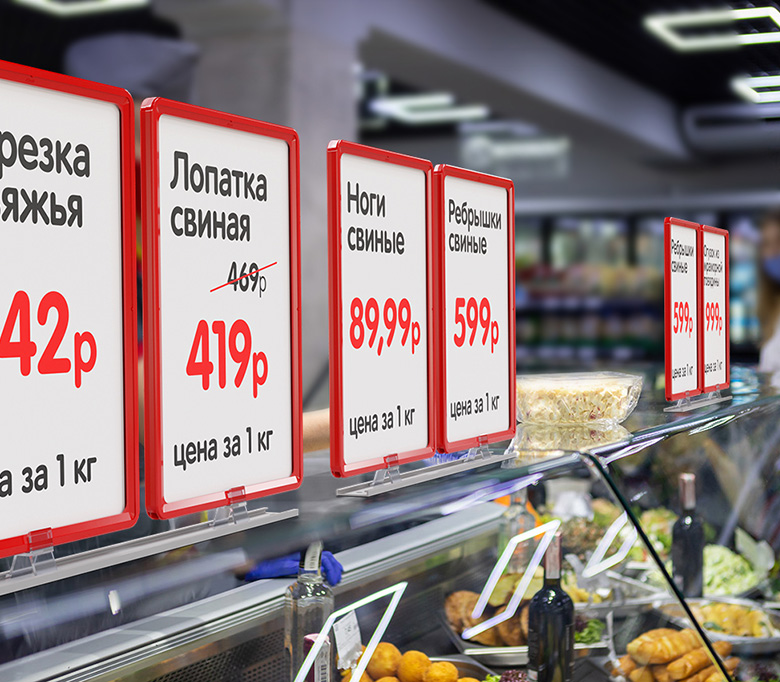 резка
яжья
42р
за 1 кг
Лопатка
свиная
469р
419р
цена за 1 кг
Ноги
свиные
89,99р
цена за 1 кг
Ребрышки
свиные
599р
цена за 1 кг
Ребрышки
свиные
599р
цена за 1 кг
мраморной
говядины
999р
цена за 1 кг